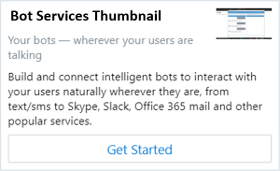 Bot Services Thumbnail
Your bots — wherever your users are
talking
Build and connect intelligent bots to interact with
your users naturally wherever they are, from
text/sms to Skype, Slack, Office 365 mail and other
popular services.
Get Started